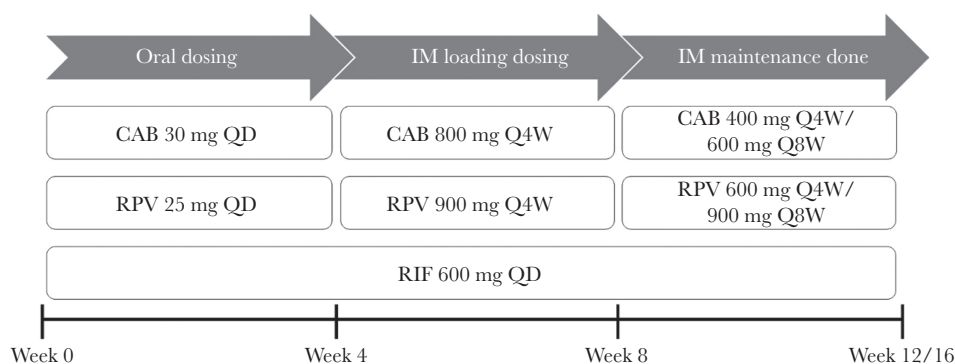 Oral dosing
IM loading dosing
IM maintenance done
CAB 30 mg QD
CAB 800 mg Q4W
CAB 400 mg Q4W/
600 mg Q8W
RPV 25 mg QD
RPV 900 mg Q4W
RPV 600 mg Q4W/
900 mg Q8W
RIF 600 mg QD
Week 0
Week 4
Week 8
Week 12/16